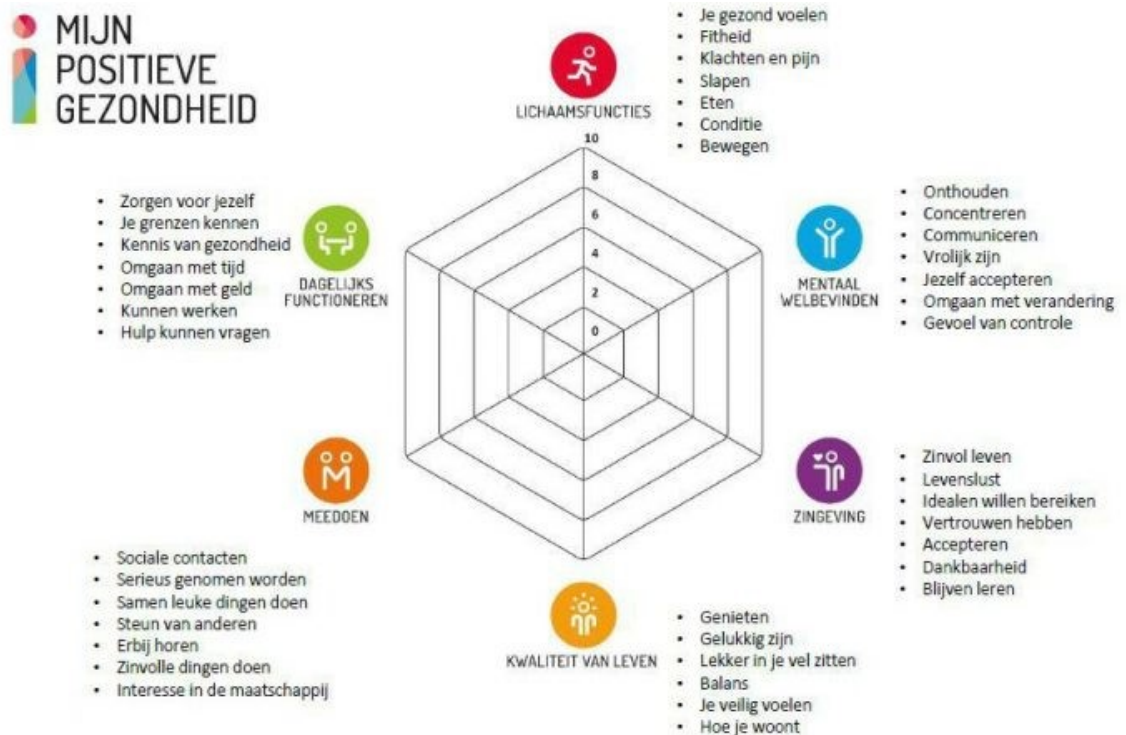 MIJN
POSITIEVE
GEZONDHEID
• Je gezond voelen
• Fitheid
• Klachten en pijn
• Slapen
• Eten
• Conditie
• Bewegen
LICHAAMSFUNCTIES
10
8
6
4
2
0
• Zorgen voor jezelf
• Je grenzen kennen
• Kennis van gezondheid
• Omgaan met tijd
• Omgaan met geld
• Kunnen werken
• Hulp kunnen vragen
DAGELIJKS
FUNCTIONEREN
MENTAAL
WELBEVINDEN
• Onthouden
• Concentreren
• Communiceren
• Vrolijk zijn
• Jezelf accepteren
• Omgaan met verandering
• Gevoel van controle
MEEDOEN
• Sociale contacten
• Serieus genomen worden
• Samen leuke dingen doen
• Steun van anderen
• Erbij horen
• Zinvolle dingen doen
• Interesse in de maatschappij
ZINGEVING
• Zinvol leven
• Levenslust
• Idealen willen bereiken
• Vertrouwen hebben
• Accepteren
• Dankbaarheid
• Blijven leren
KWALITEIT VAN LEVEN
• Genieten
• Gelukkig zijn
• Lekker in je vel zitten
• Balans
• Je veilig voelen
• Hoe je woont